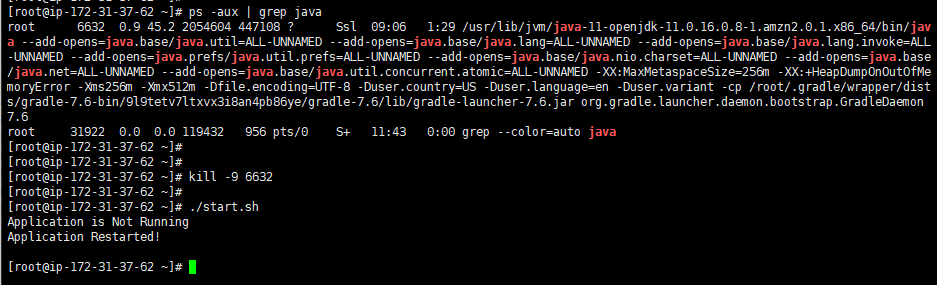 [root@ip-172-31-37-62 ~]# ps -aux | grep java
root      6632  0.9 45.2 2054604 447108 ?      Ssl  09:06   1:29 /usr/lib/jvm/java-11-openjdk-11.0.16.0.8-1.amzn2.0.1.x86_64/bin/jav
a --add-opens=java.base/java.util=ALL-UNNAMED --add-opens=java.base/java.lang=ALL-UNNAMED --add-opens=java.base/java.lang.invoke=ALL
-UNNAMED --add-opens=java.prefs/java.util.prefs=ALL-UNNAMED --add-opens=java.base/java.nio.charset=ALL-UNNAMED --add-opens=java.base
/java.net=ALL-UNNAMED --add-opens=java.base/java.util.concurrent.atomic=ALL-UNNAMED -XX:MaxMetaspaceSize=256m -XX:+HeapDumpOnOutOfMe
moryError -Xms256m -Xmx512m -Dfile.encoding=UTF-8 -Duser.country=US -Duser.language=en -Duser.variant -cp /root/.gradle/wrapper/dist
s/gradle-7.6-bin/9l9tetv7ltxvx3i8an4pb86ye/gradle-7.6/lib/gradle-launcher-7.6.jar org.gradle.launcher.daemon.bootstrap.GradleDaemon
7.6
root     31922  0.0  0.0 119432   956 pts/0    S+   11:43   0:00 grep --color=auto java
[root@ip-172-31-37-62 ~]#
[root@ip-172-31-37-62 ~]#
[root@ip-172-31-37-62 ~]# kill -9 6632
[root@ip-172-31-37-62 ~]#
[root@ip-172-31-37-62 ~]# ./start.sh
Application is Not Running
Application Restarted!
[root@ip-172-31-37-62 ~]#